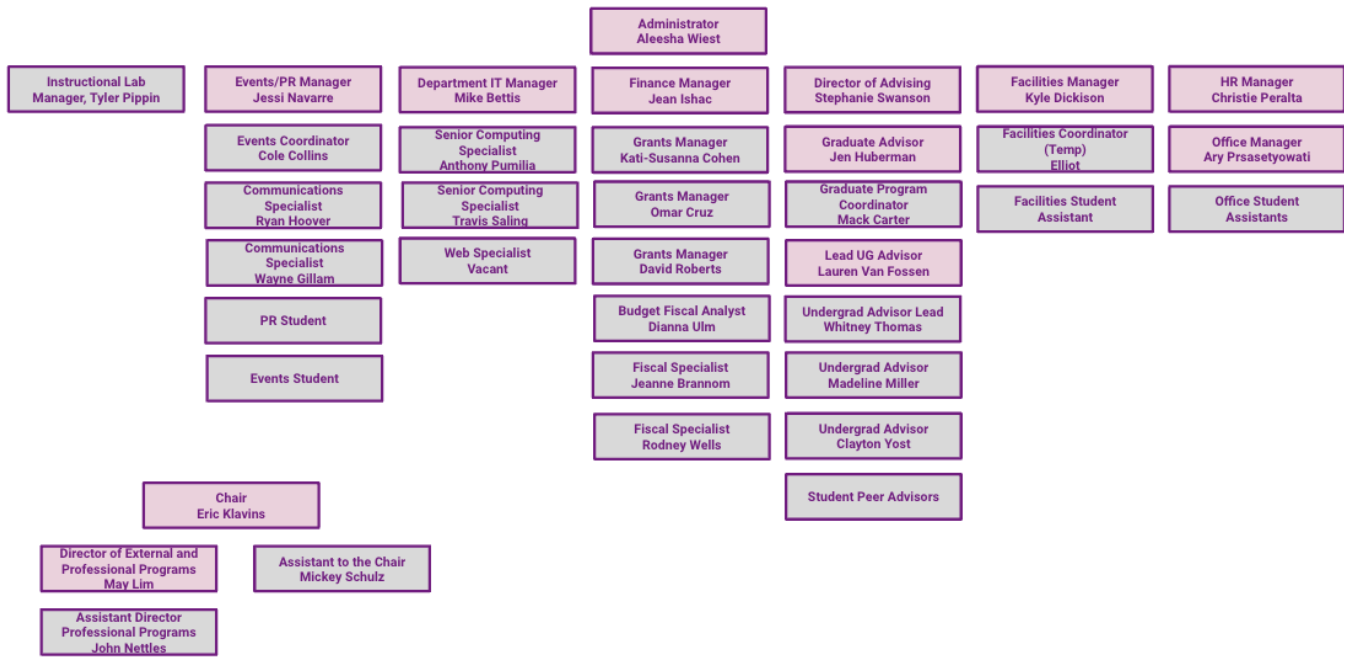 Administrator
Aleesha Wiest
Instructional Lab
Manager, Tyler Pippin
Events/PR Manager
Jessi Navarre
Department IT Manager
Mike Bettis
Finance Manager
Jean Ishac
Director of Advising
Stephanie Swanson
Facilities Manager
Kyle Dickison
HR Manager
Christie Peralta
Events Coordinator
Cole Collins
Senior Computing
Specialist
Anthony Pumilia
Grants Manager
Kati-Susanna Cohen
Graduate Advisor
Jen Huberman
Facilities Coordinator
(Temp)
Elliot
Office Manager
Ary Prsasetyowati
Communications
Specialist
Ryan Hoover
Senior Computing
Specialist
Travis Saling
Grants Manager
Omar Cruz
Graduate Program
Coordinator
Mack Carter
Facilities Student
Assistant
Office Student
Assistants
Communications
Specialist
Wayne Gillam
Web Specialist
Vacant
Grants Manager
David Roberts
Lead UG Advisor
Lauren Van Fossen
PR Student
Budget Fiscal Analyst
Dianna Ulm
Undergrad Advisor Lead
Whitney Thomas
Events Student
Fiscal Specialist
Jeanne Brannom
Undergrad Advisor
Madeline Miller
Fiscal Specialist
Rodney Wells
Undergrad Advisor
Clayton Yost
Student Peer Advisors
Chair
Eric Klavins
Director of External and
Professional Programs
May Lim
Assistant to the Chair
Mickey Schulz
Assistant Director
Professional Programs
John Nettles